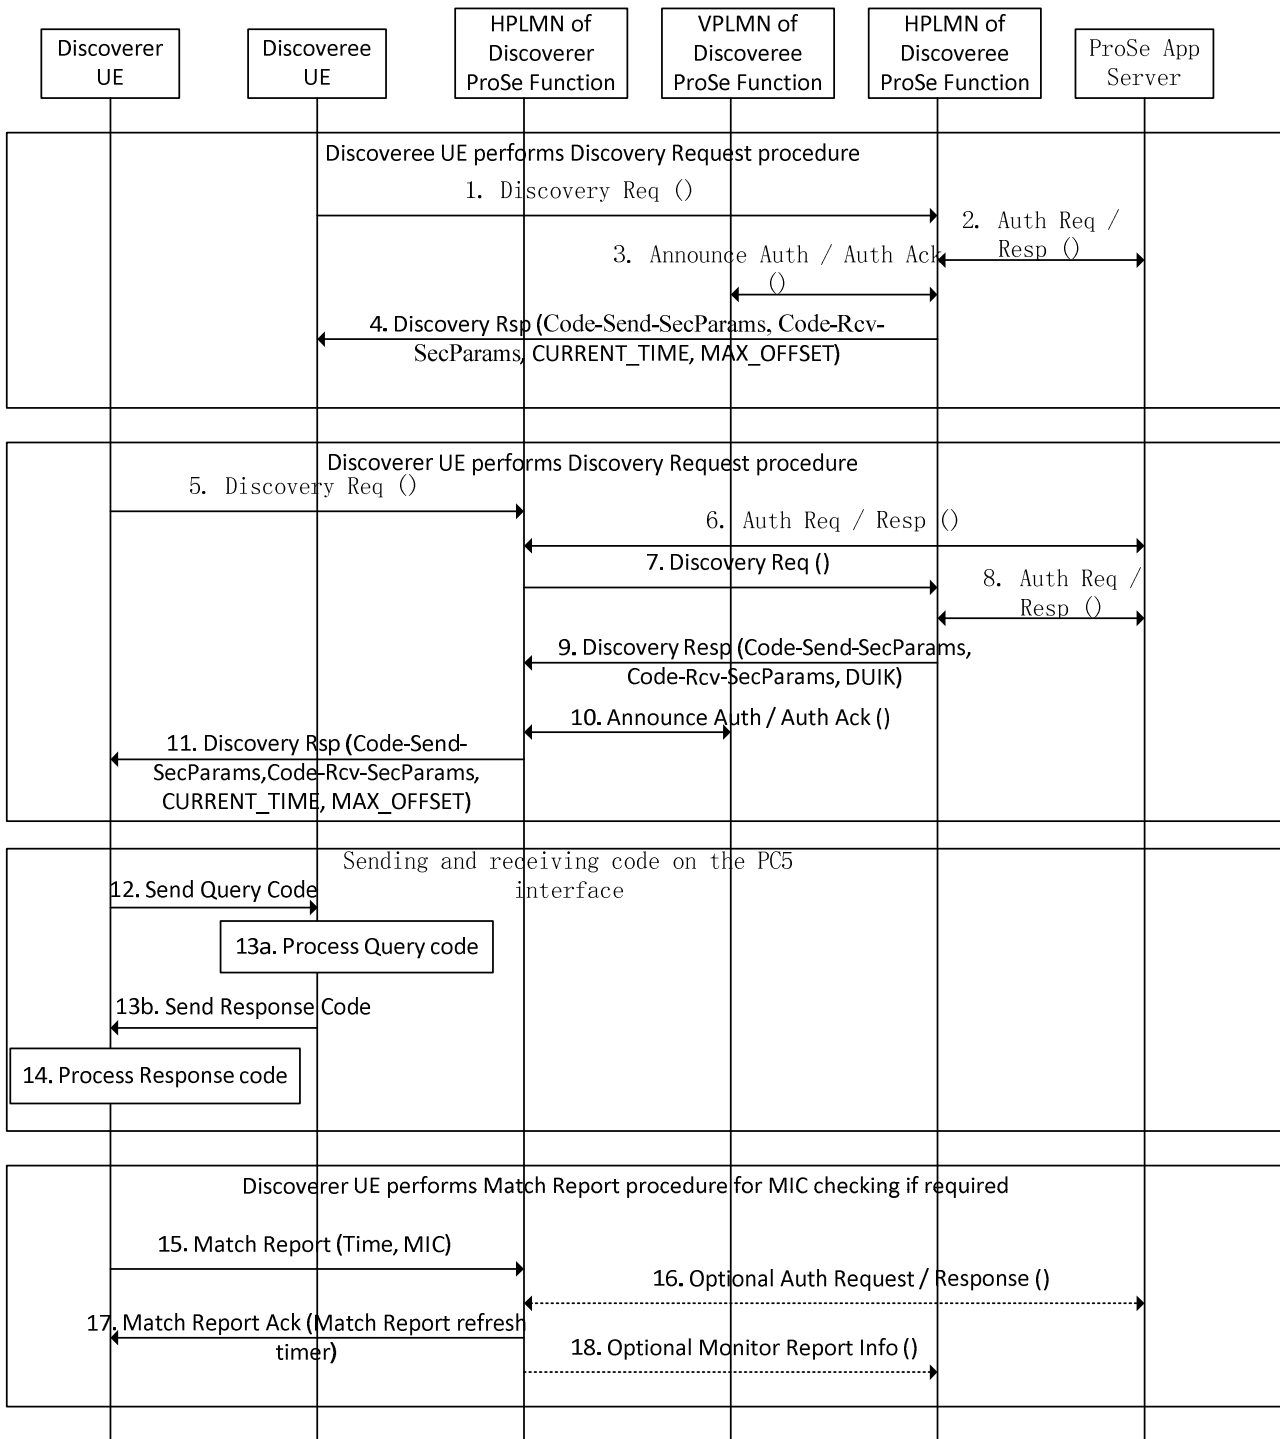 Discoverer
UE
Discoveree
UE
HPLMN of
Discoverer
ProSe Function
VPLMN of
Discoveree
ProSe Function
HPLMN of
Discoveree
ProSe Function
ProSe App
Server
Discoveree UE performs Discovery Request procedure
1. Discovery Req ()
2. Auth Req /
Resp ()
3. Announce Auth / Auth Ack
()
4. Discovery Rsp (Code-Send-SecParams, Code-Rcv-
SecParams, CURRENT_TIME, MAX_OFFSET)
Discoverer UE performs Discovery Request procedure
5. Discovery Req ()
6. Auth Req / Resp ()
7. Discovery Req ()
8. Auth Req /
Resp ()
9. Discovery Resp (Code-Send-SecParams,
Code-Rcv-SecParams, DUIK)
10. Announce Auth / Auth Ack ()
11. Discovery Rsp (Code-Send-
SecParams,Code-Rcv-SecParams,
CURRENT_TIME, MAX_OFFSET)
Sending and receiving code on the PC5
interface
12. Send Query Code
13a. Process Query code
13b. Send Response Code
14. Process Response code
Discoverer UE performs Match Report procedure for MIC checking if required
15. Match Report (Time, MIC)
16. Optional Auth Request / Response ()
17. Match Report Ack (Match Report refresh
timer)
18. Optional Monitor Report Info ()